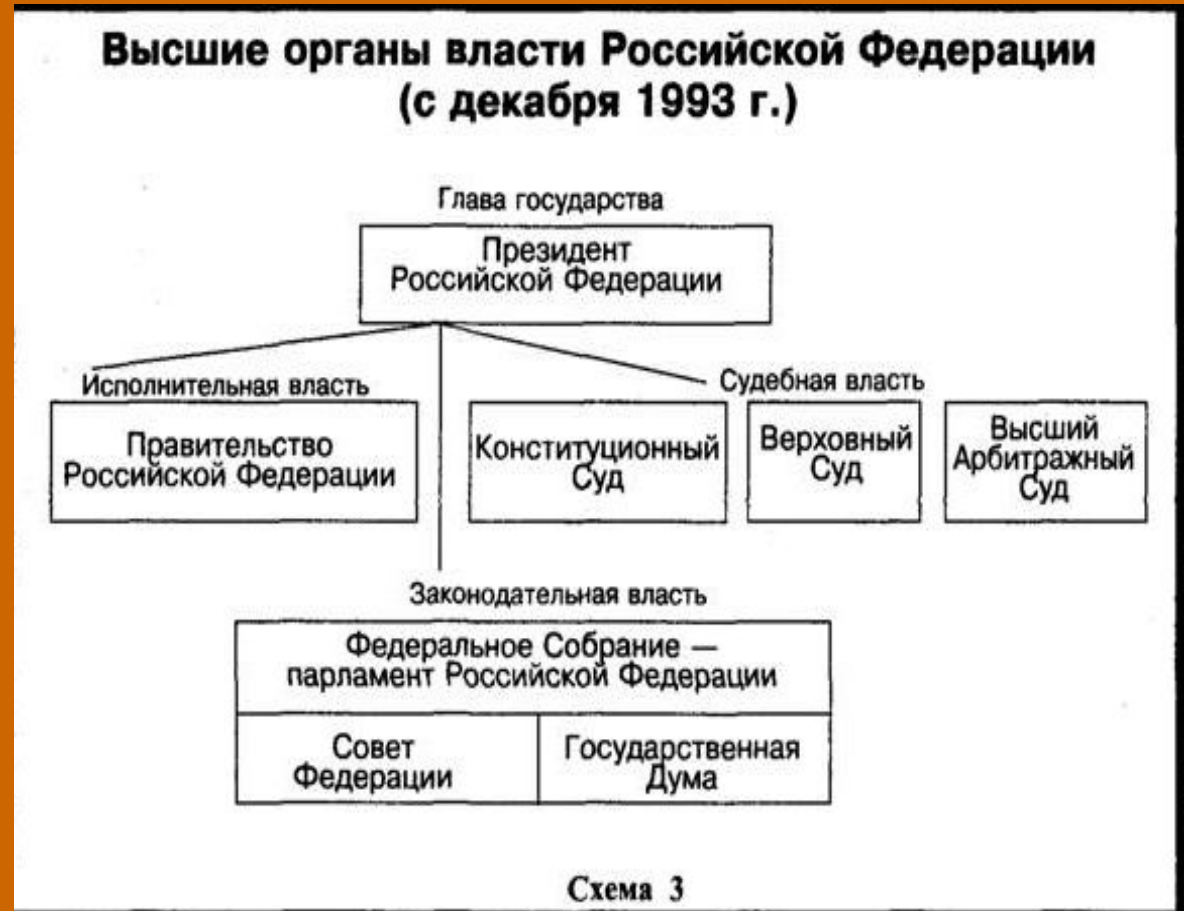 Высшие органы власти Российской Федерации
(с декабря 1993 г.)
Глава государства
Президент
Российской Федерации
Исполнительная власть
Судебная власть
Правительство
Российской Федерации
Конституционный
Суд
Верховный
Суд
Высший
Арбитражный
Суд
Законодательная власть
Федеральное Собрание —
парламент Российской Федерации
Совет
Федерации
Государственная
Дума
Схема 3